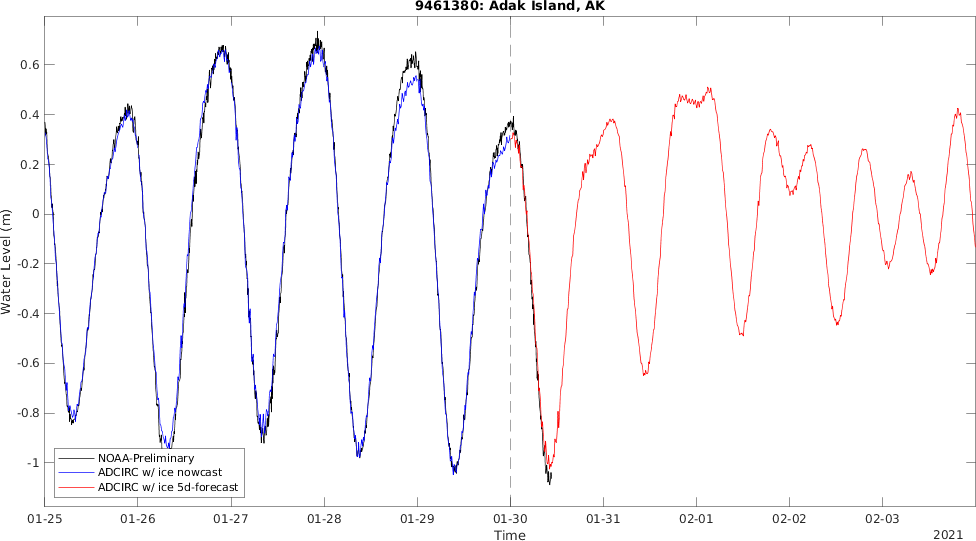 9461380: Adak Island, AK
Water Level (m)
0.6
0.4
0.2
0
-0.2
-0.4
-0.6
-0.8
-1
NOAA-Preliminary
ADCIRC w/ ice nowcast
ADCIRC w/ ice 5d-forecast
01-25 01-26 01-27 01-28 01-29 01-30 01-31 02-01 02-02 02-03
Time
2021